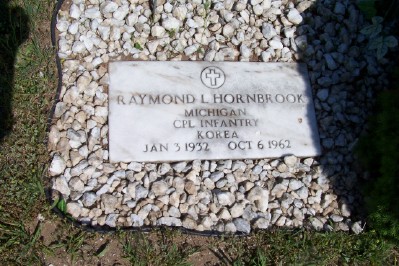 RAYMOND L HORNBROOK
MICHIGAN
CPL INFANTRY
KOREA
JAN 3 1932 OCT 6 1962